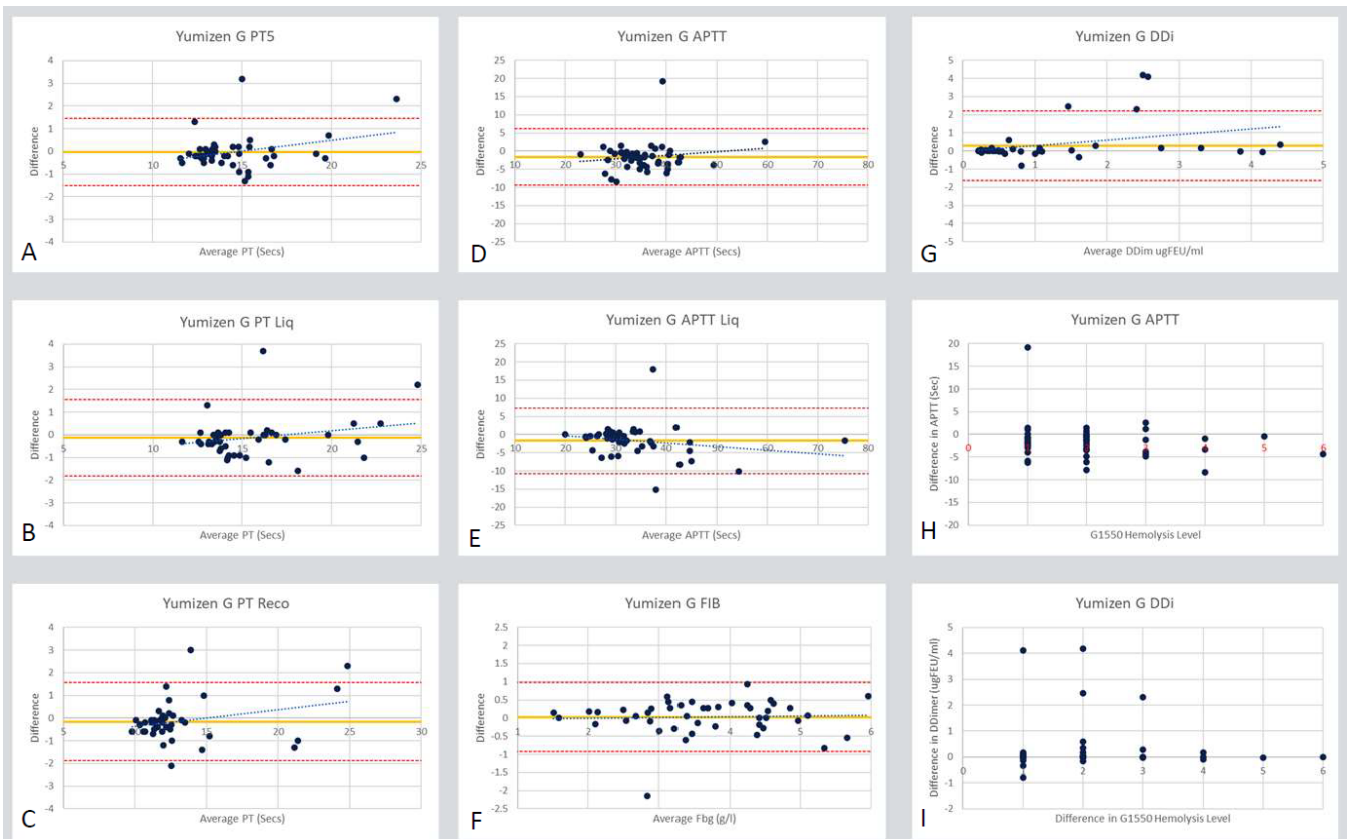 Yumizen G PT5
4
3
2
1
0
-1
-2
-3
-4
5 15 25
Difference
Average PT (Secs)
A
Yumizen G APTT
25
20
15
10
5
0
-5
-10
-15
-20
-25
10 20 30 40 50 60 70 80
Difference
Average APTT (Secs)
D
Yumizen G DDi
5
4
3
2
1
0
-1
-2
-3
-4
-5
0 1 2 3 4 5
Difference
Average DDim ugFEU/ml
G
Yumizen G PT Liq
4
3
2
1
0
-1
-2
-3
-4
5 10 15 20 25
Difference
Average PT (Secs)
B
Yumizen G APTT Liq
25
20
15
10
5
0
-5
-10
-15
-20
-25
10 20 30 40 50 60 70 80
Difference
Average APTT (Secs)
E
Yumizen G APTT
20
15
10
5
0
-5
-10
-15
-20
0 4 5 6
Difference in APTT (Sec)
G1550 Hemolysis Level
H
Yumizen G PT Reco
4
3
2
1
0
-1
-2
-3
-4
5 15 20 25 30
Difference
Average PT (Secs)
C
Yumizen G FIB
2.5
2
1.5
1
0.5
0
-0.5
-1
-1.5
-2
-2.5
1 2 3 4 5 6
Difference
Average Fbg (g/l)
F
Yumizen G DDi
5
4
3
2
1
0
-1
-2
-3
-4
-5
0 1 2 3 4 5 6
Difference in DDimer (ugFEU/ml)
Difference in G1550 Hemolysis Level
I